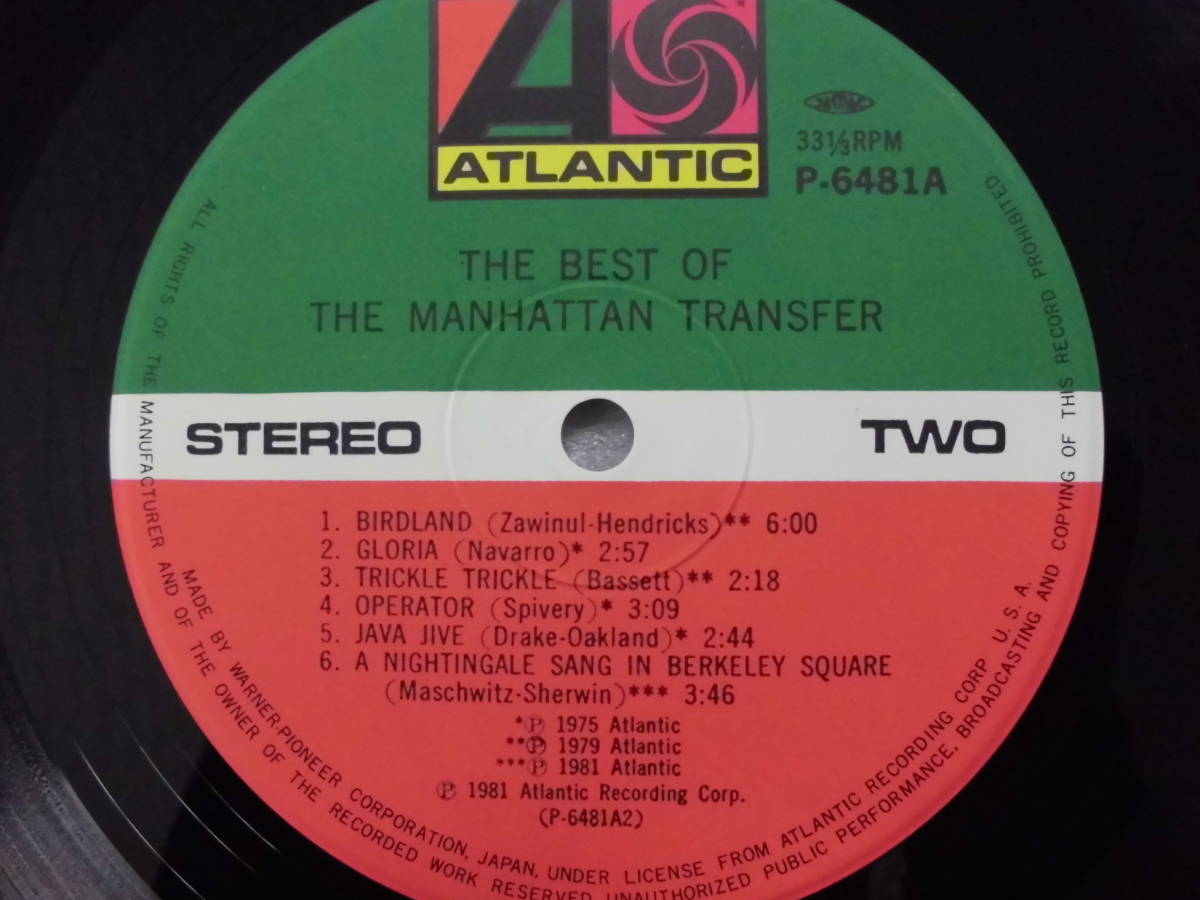 ATLANTIC
33⅓RPM
P-6481A
THE BEST OF
THE MANHATTAN TRANSFER
STEREO
TWO
1. BIRDLAND (Zawinul-Hendricks)** 6:00
2. GLORIA (Navarro)* 2:57
3. TRICKLE TRICKLE (Bassett)** 2:18
4. OPERATOR (Spivery)* 3:09
5. JAVA JIVE (Drake-Oakland)* 2:44
6. A NIGHTINGALE SANG IN BERKELEY SQUARE
(Maschwitz-Sherwin)*** 3:46
*Ⓟ 1975 Atlantic
**Ⓟ 1979 Atlantic
***Ⓟ 1981 Atlantic
Ⓟ 1981 Atlantic Recording Corp.
(P-6481A2)
MADE BY WARNER-PIONEER CORPORATION, JAPAN, UNDER LICENSE FROM ATLANTIC RECORDING CORP U. S. A.
ALL RIGHTS OF THE MANUFACTURER AND OF THE OWNER OF THE RECORDED WORK RESERVED UNAUTHORIZED PUBLIC PERFORMANCE, BROADCASTING AND COPYING OF THIS RECORD PROHIBITED.